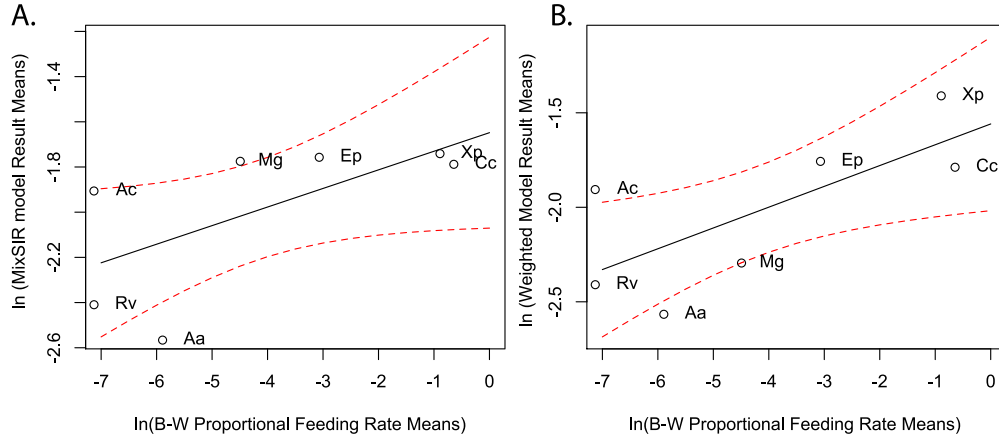 A.
ln (MixSIR model Result Means)
-1.4
-1.8
-2.2
-2.6
Ac
Mg
Ep
Xp
Cc
Rv
Aa
-7 -6 -5 -4 -3 -2 -1 0
ln(B-W Proportional Feeding Rate Means)
B.
ln (Weighted Model Result Means)
-1.5
-2.0
-2.5
Xp
Ep
Cc
Ac
Mg
Rv
Aa
-7 -6 -5 -4 -3 -2 -1 0
ln(B-W Proportional Feeding Rate Means)